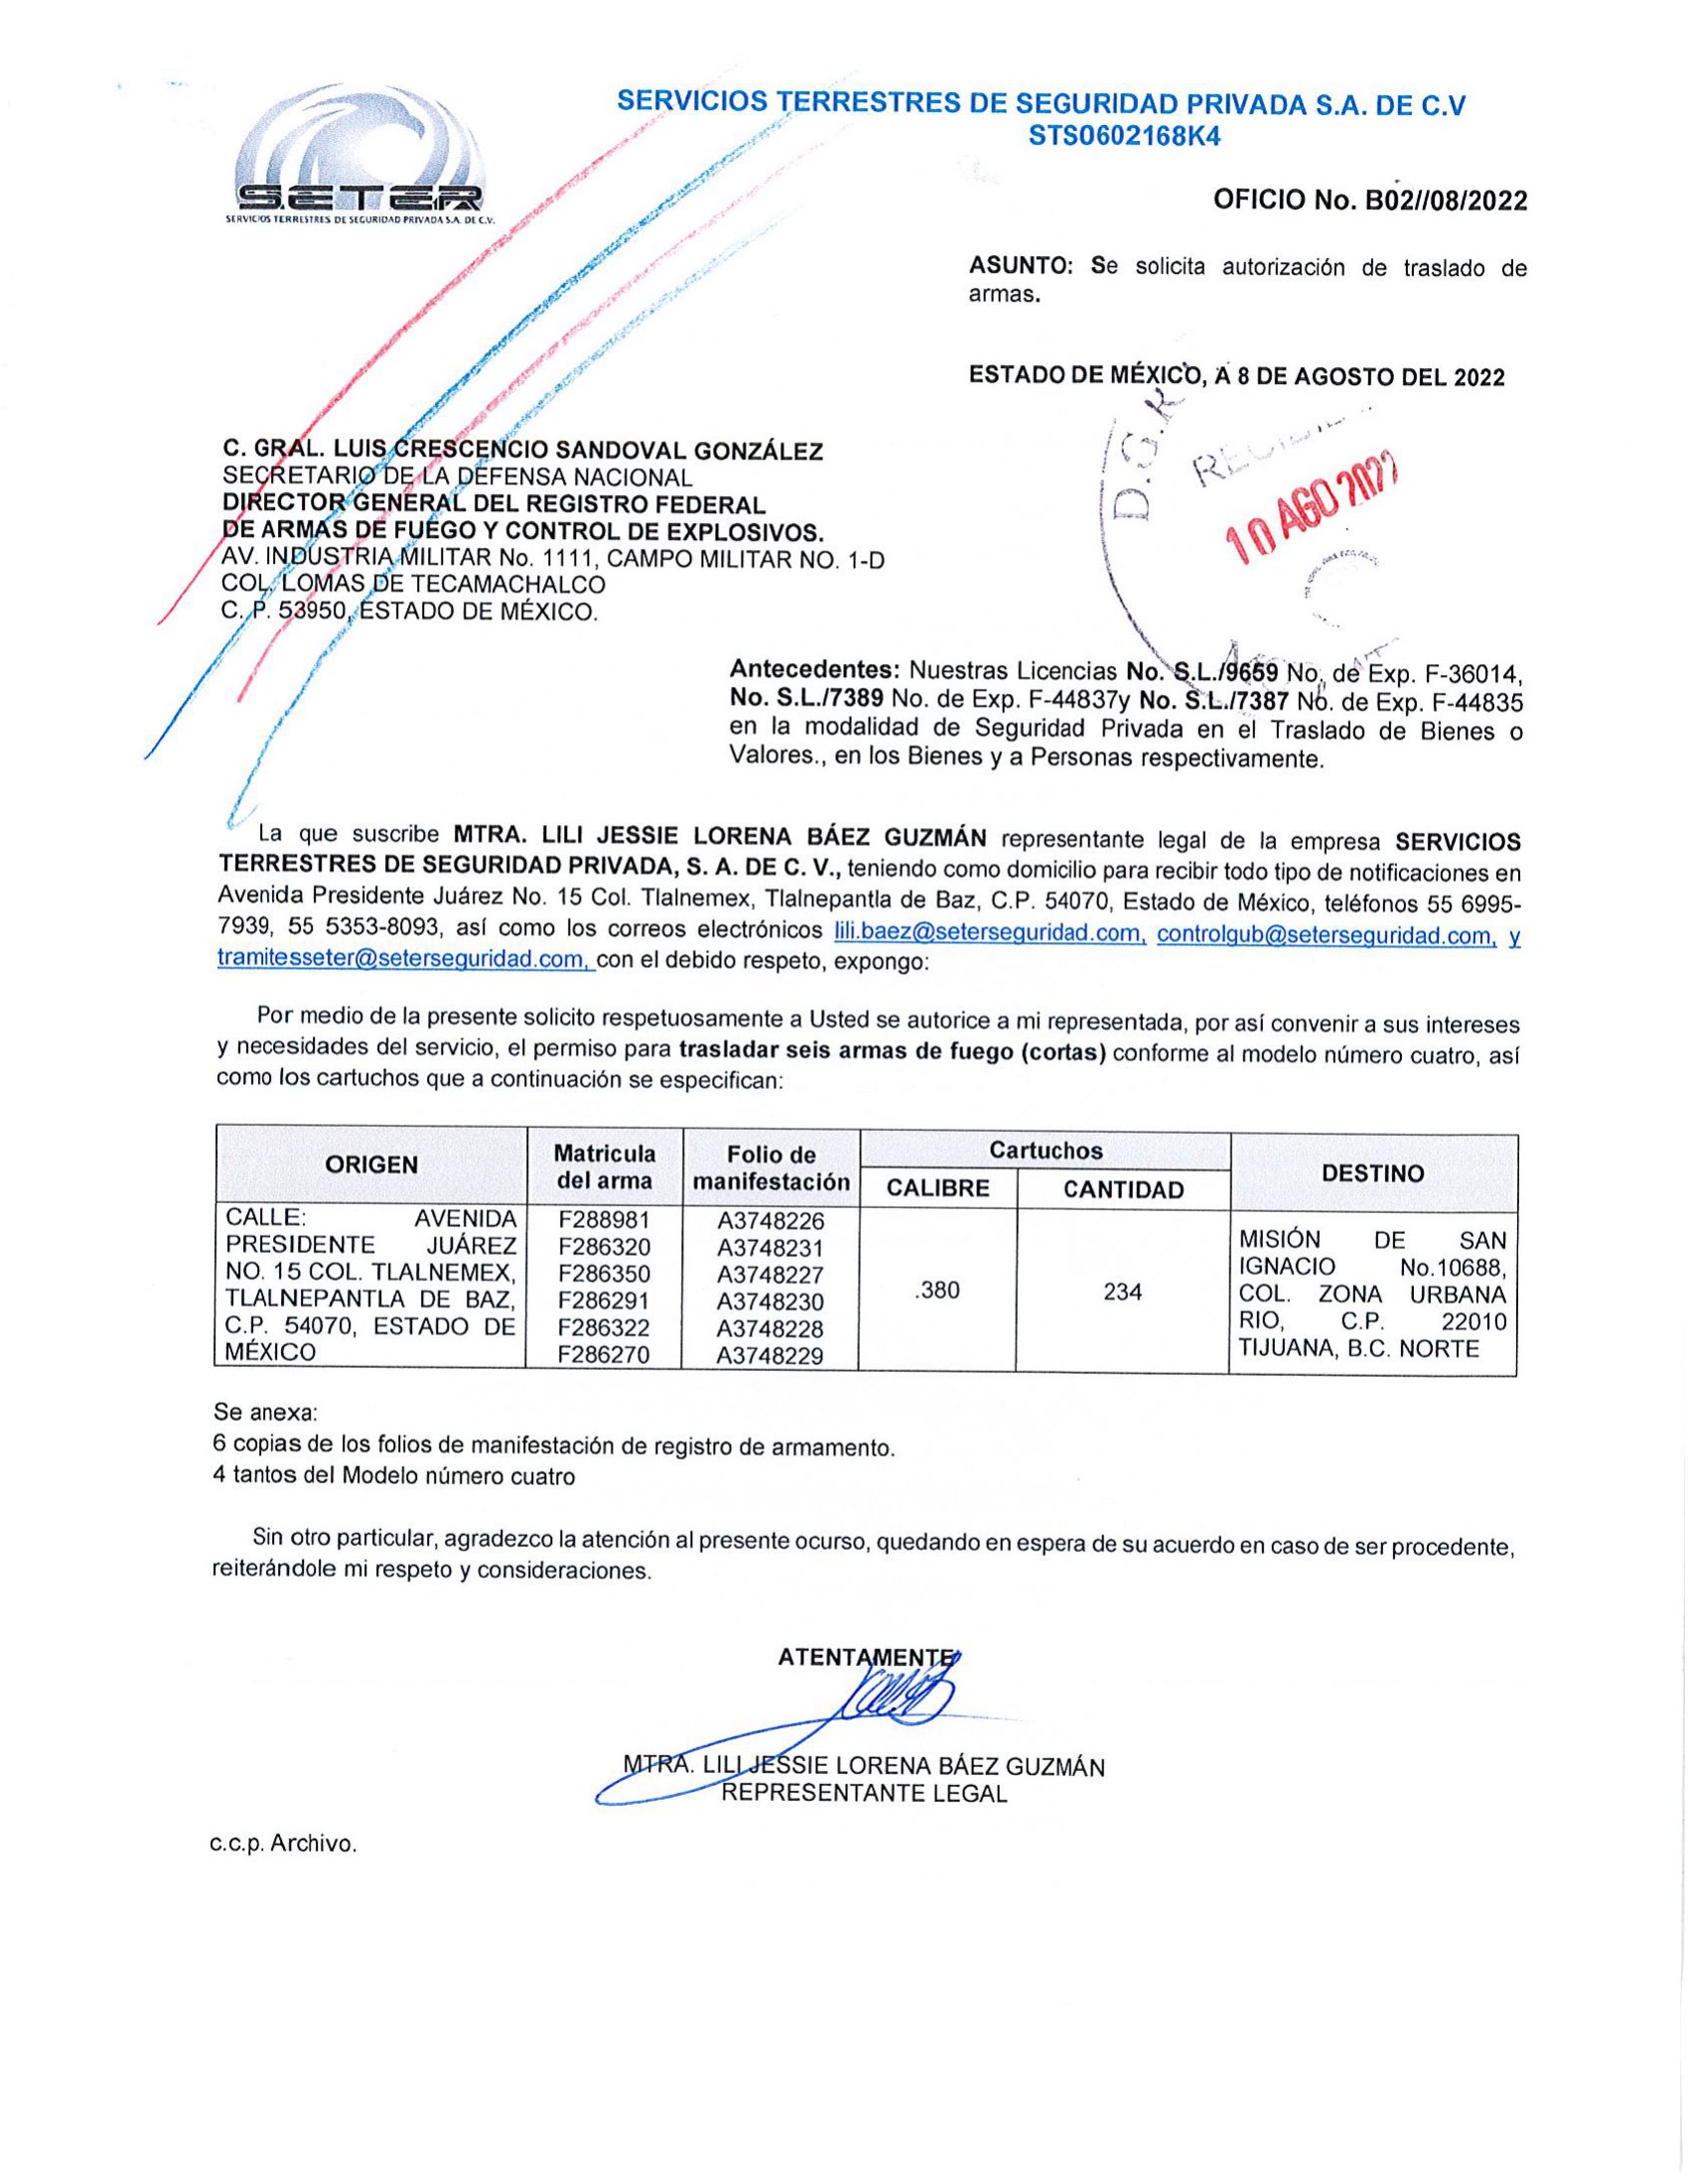 SERVICIOS TERRESTRES DE SEGURIDAD PRIVADA S.A. DE C.V
STS0602168K4
SETER
SERVICIOS TERRESTRES DE SEGURIDAD PRIVADA S.A. DE C.V.
OFICIO No. B02//08/2022
ASUNTO: Se solicita autorización de traslado de
armas.
ESTADO DE MÉXICO, A 8 DE AGOSTO DEL 2022
D.G.R
10 AGO 2022
C. GRAL. LUIS CRESCENCIO SANDOVAL GONZÁLEZ
SECRETARIO DE LA DEFENSA NACIONAL
DIRECTOR GENERAL DEL REGISTRO FEDERAL
DE ARMAS DE FUEGO Y CONTROL DE EXPLOSIVOS.
AV. INDUSTRIA MILITAR No. 1111, CAMPO MILITAR NO. 1-D
COL. LOMAS DE TECAMACHALCO
C. P. 53950, ESTADO DE MÉXICO.
Antecedentes: Nuestras Licencias No. S.L./9659 No. de Exp. F-36014,
No. S.L./7389 No. de Exp. F-44837y No. S.L./7387 No. de Exp. F-44835
en la modalidad de Seguridad Privada en el Traslado de Bienes o
Valores., en los Bienes y a Personas respectivamente.
La que suscribe MTRA. LILI JESSIE LORENA BÁEZ GUZMÁN representante legal de la empresa SERVICIOS
TERRESTRES DE SEGURIDAD PRIVADA, S. A. DE C. V., teniendo como domicilio para recibir todo tipo de notificaciones en
Avenida Presidente Juárez No. 15 Col. Tlalnemex, Tlalnepantla de Baz, C.P. 54070, Estado de México, teléfonos 55 6995-
7939, 55 5353-8093, así como los correos electrónicos lili.baez@seterseguridad.com, controlgub@seterseguridad.com, y
tramitesseter@seterseguridad.com, con el debido respeto, expongo:
Por medio de la presente solicito respetuosamente a Usted se autorice a mi representada, por así convenir a sus intereses
y necesidades del servicio, el permiso para trasladar seis armas de fuego (cortas) conforme al modelo número cuatro, así
como los cartuchos que a continuación se especifican:
ORIGEN Matricula del arma Folio de manifestación Cartuchos DESTINO
CALIBRE CANTIDAD
CALLE: AVENIDA
PRESIDENTE JUÁREZ
NO. 15 COL. TLALNEMEX,
TLALNEPANTLA DE BAZ,
C.P. 54070, ESTADO DE
MÉXICO
F288981 A3748226
F286320 A3748231
F286350 A3748227
F286291 A3748230
F286322 A3748228
F286270 A3748229
.380 234
MISIÓN DE SAN
IGNACIO No.10688,
COL. ZONA URBANA
RIO, C.P. 22010
TIJUANA, B.C. NORTE
Se anexa:
6 copias de los folios de manifestación de registro de armamento.
4 tantos del Modelo número cuatro
Sin otro particular, agradezco la atención al presente ocurso, quedando en espera de su acuerdo en caso de ser procedente,
reiterándole mi respeto y consideraciones.
ATENTAMENTE
MTRA. LILI JESSIE LORENA BÁEZ GUZMÁN
REPRESENTANTE LEGAL
c.c.p. Archivo.